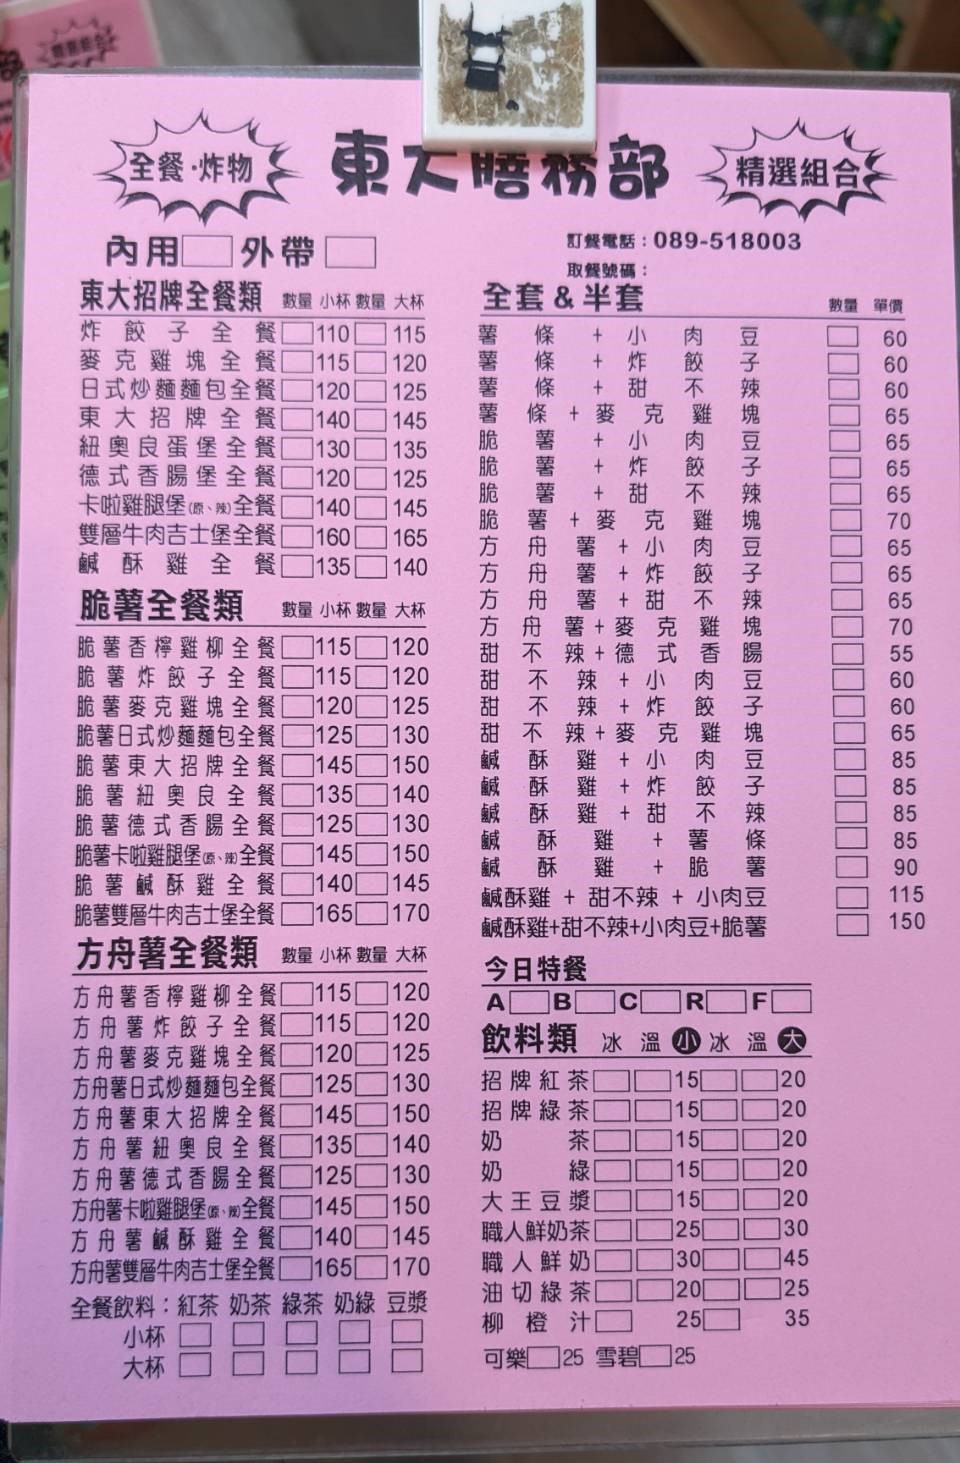 全餐·炸物
東大膳務部
精選組合
內用□ 外帶□
訂餐電話：089-518003
取餐號碼：
東大招牌全餐類 數量 小杯 數量 大杯
炸餃子全餐□110□115
麥克雞塊全餐□115□120
日式炒麵麵包全餐□120□125
東大招牌全餐□140□145
紐奧良蛋堡全餐□130□135
德式香腸堡全餐□120□125
卡啦雞腿堡(原、辣)全餐□140□145
雙層牛肉吉士堡全餐□160□165
鹹酥雞全餐□135□140
脆薯全餐類 數量 小杯 數量 大杯
脆薯香檸雞柳全餐□115□120
脆薯炸餃子全餐□115□120
脆薯麥克雞塊全餐□120□125
脆薯日式炒麵麵包全餐□125□130
脆薯東大招牌全餐□145□150
脆薯紐奧良全餐□135□140
脆薯德式香腸全餐□125□130
脆薯卡啦雞腿堡(原、辣)全餐□145□150
脆薯鹹酥雞全餐□140□145
脆薯雙層牛肉吉士堡全餐□165□170
方舟薯全餐類 數量 小杯 數量 大杯
方舟薯香檸雞柳全餐□115□120
方舟薯炸餃子全餐□115□120
方舟薯麥克雞塊全餐□120□125
方舟薯日式炒麵麵包全餐□125□130
方舟薯東大招牌全餐□145□150
方舟薯紐奧良全餐□135□140
方舟薯德式香腸全餐□125□130
方舟薯卡啦雞腿堡(原、辣)全餐□145□150
方舟薯鹹酥雞全餐□140□145
方舟薯雙層牛肉吉士堡全餐□165□170
全餐飲料：紅茶 奶茶 綠茶 奶綠 豆漿
小杯 □ □ □ □ □
大杯 □ □ □ □ □
全套＆半套 數量 單價
薯條+小肉豆 □ 60
薯條+炸餃子 □ 60
薯條+甜不辣 □ 60
薯條+麥克雞塊 □ 65
脆薯+小肉豆 □ 65
脆薯+炸餃子 □ 65
脆薯+甜不辣 □ 65
脆薯+麥克雞塊 □ 70
方舟薯+小肉豆 □ 65
方舟薯+炸餃子 □ 65
方舟薯+甜不辣 □ 65
方舟薯+麥克雞塊 □ 70
甜不辣+德式香腸 □ 55
甜不辣+小肉豆 □ 60
甜不辣+炸餃子 □ 60
甜不辣+麥克雞塊 □ 65
鹹酥雞+小肉豆 □ 85
鹹酥雞+炸餃子 □ 85
鹹酥雞+甜不辣 □ 85
鹹酥雞+薯條 □ 85
鹹酥雞+脆薯 □ 90
鹹酥雞 + 甜不辣 + 小肉豆 □ 115
鹹酥雞+甜不辣+小肉豆+脆薯 □ 150
今日特餐
A□B□C□R□F□
飲料類 冰 溫 小 冰 溫 大
招牌紅茶□□15□□20
招牌綠茶□□15□□20
奶茶□□15□□20
奶綠□□15□□20
大王豆漿□□15□□20
職人鮮奶茶□□25□□30
職人鮮奶□□30□□45
油切綠茶□□20□□25
柳橙汁□ 25□ 35
可樂□25 雪碧□25